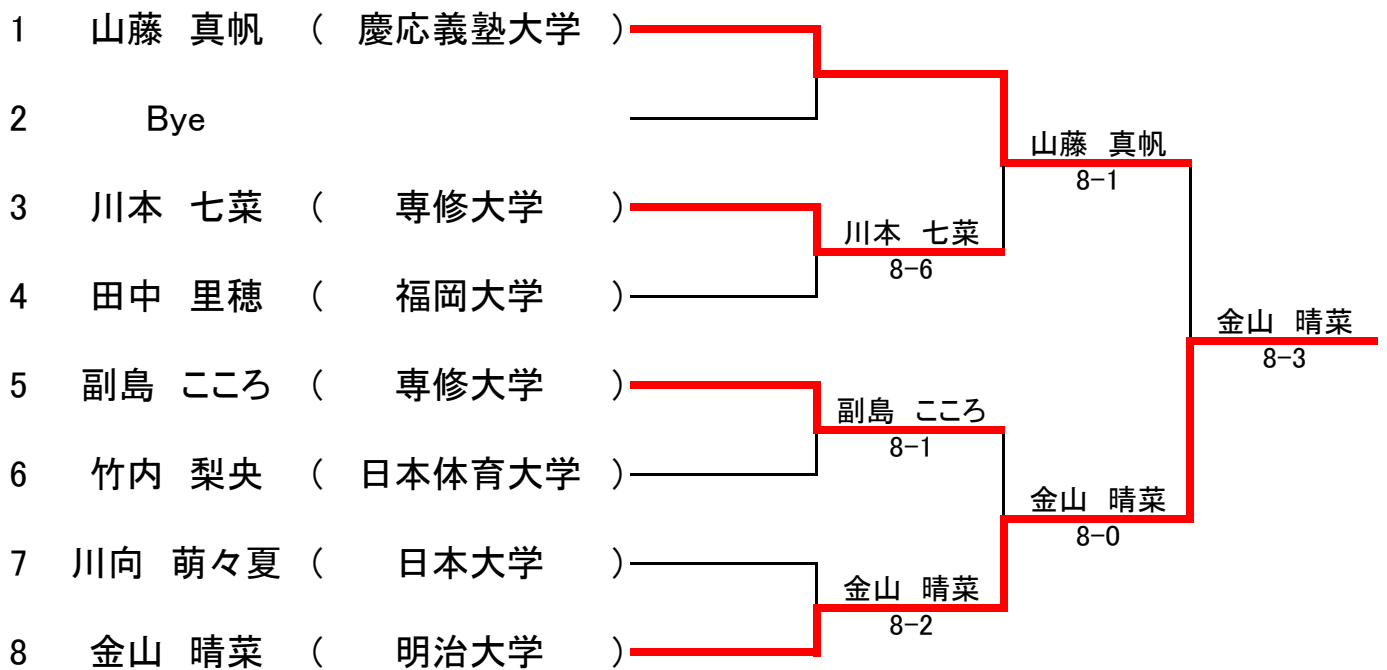 1 山藤 真帆 ( 慶応義塾大学 )
2 Bye
山藤 真帆
8-1
3 川本 七菜 ( 専修大学 )
川本 七菜
8-6
4 田中 里穂 ( 福岡大学 )
金山 晴菜
8-3
5 副島 こころ ( 専修大学 )
副島 こころ
8-1
6 竹内 梨央 ( 日本体育大学 )
金山 晴菜
8-0
7 川向 萌々夏 ( 日本大学 )
金山 晴菜
8-2
8 金山 晴菜 ( 明治大学 )